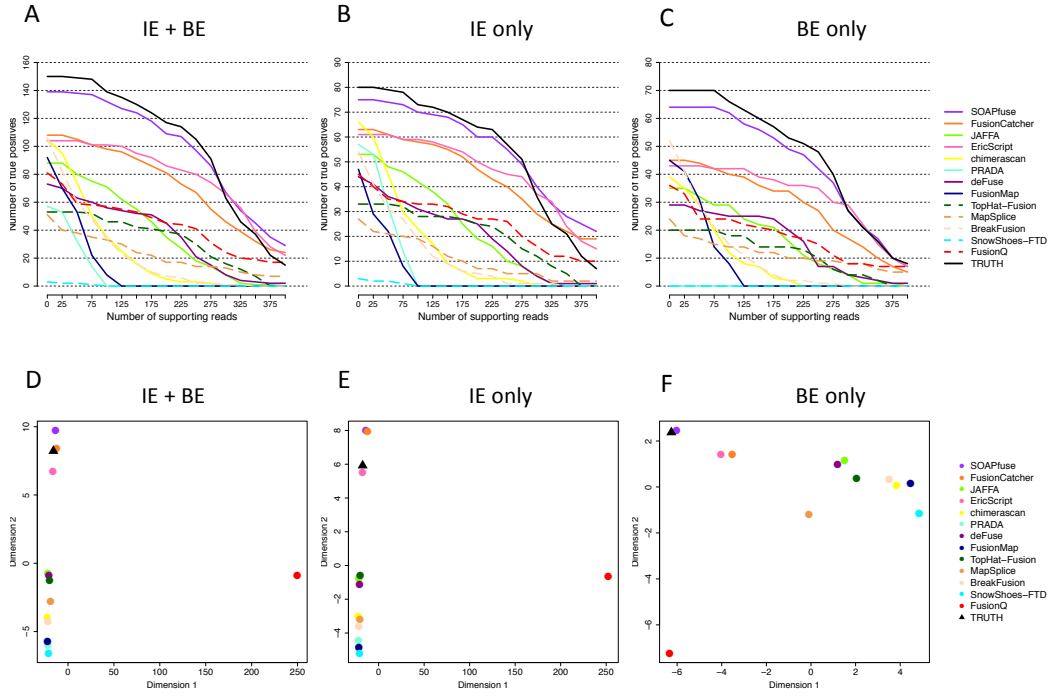 A
IE + BE
B
IE only
C
BE only
Number of true positives
160
140
120
100
80
60
40
20
0
0 25 75 125 175 225 275 325 375
Number of supporting reads
Number of true positives
100
90
80
70
60
50
40
30
20
10
0
0 25 75 125 175 225 275 325 375
Number of supporting reads
Number of true positives
80
70
60
50
40
30
20
10
0
0 25 75 125 175 225 275 325 375
Number of supporting reads
SOAPfuse
FusionCatcher
JAFFA
EricScript
chimerascan
PRADA
deFuse
FusionMap
TopHat-Fusion
MapSplice
BreakFusion
SnowShoes-FTD
FusionQ
TRUTH
D
IE + BE
E
IE only
F
BE only
Dimension 2
10
5
0
−5
0 50 100 150 200 250
Dimension 1
Dimension 2
8
6
4
2
0
−2
−4
0 50 100 150 200 250
Dimension 1
Dimension 2
2
0
−2
−4
−6
−6 −4 −2 0 2 4
Dimension 1
SOAPfuse
FusionCatcher
JAFFA
EricScript
chimerascan
PRADA
deFuse
FusionMap
TopHat-Fusion
MapSplice
BreakFusion
SnowShoes-FTD
FusionQ
TRUTH